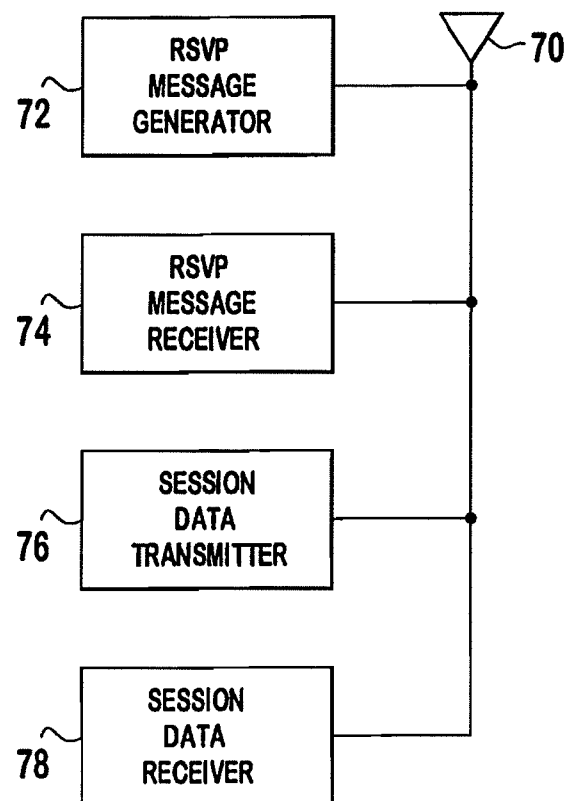 RSVP
MESSAGE
GENERATOR
72
70
RSVP
MESSAGE
RECEIVER
74
SESSION
DATA
TRANSMITTER
76
SESSION
DATA
RECEIVER
78